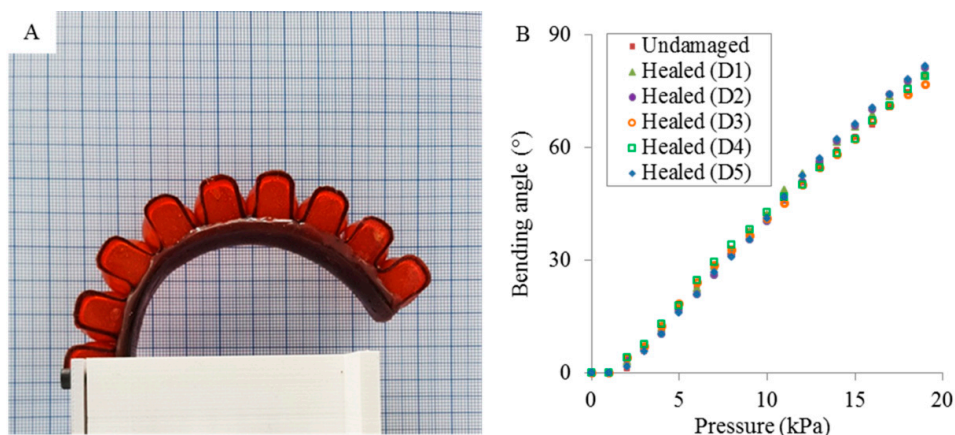 A
B
90
60
30
0
Bending angle (°)
Undamaged
Healed (D1)
Healed (D2)
Healed (D3)
Healed (D4)
Healed (D5)
0 5 10 15 20
Pressure (kPa)